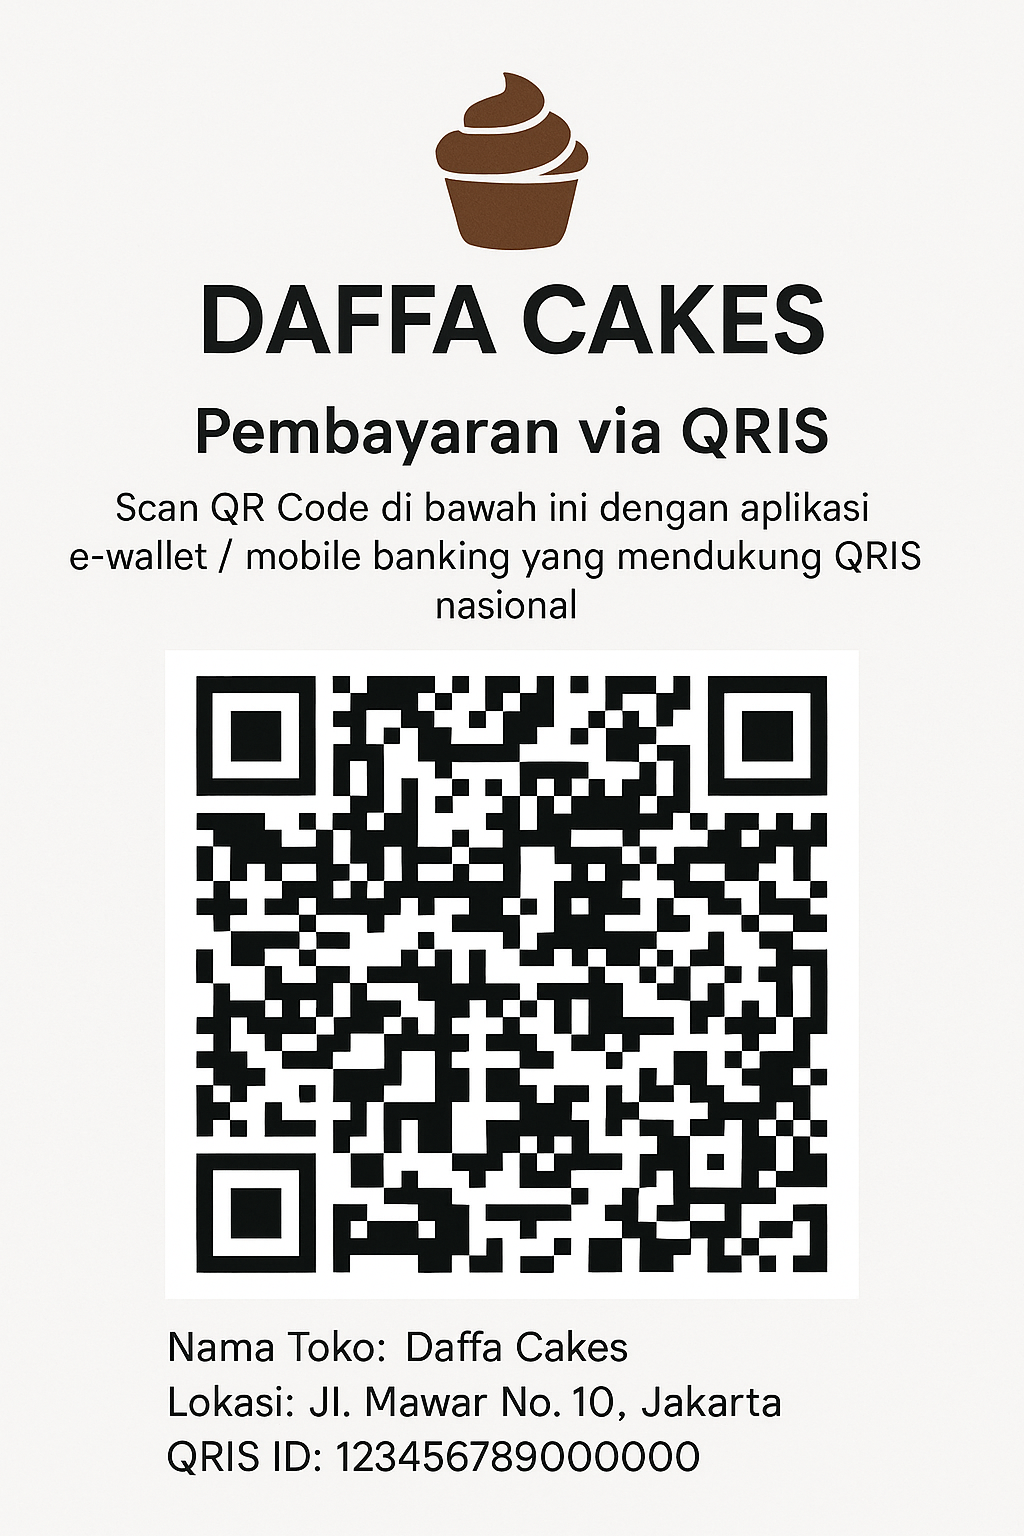 DAFFA CAKES
Pembayaran via QRIS
Scan QR Code di bawah ini dengan aplikasi
e-wallet / mobile banking yang mendukung QRIS
nasional
Nama Toko: Daffa Cakes
Lokasi: Jl. Mawar No. 10, Jakarta
QRIS ID: 123456789000000